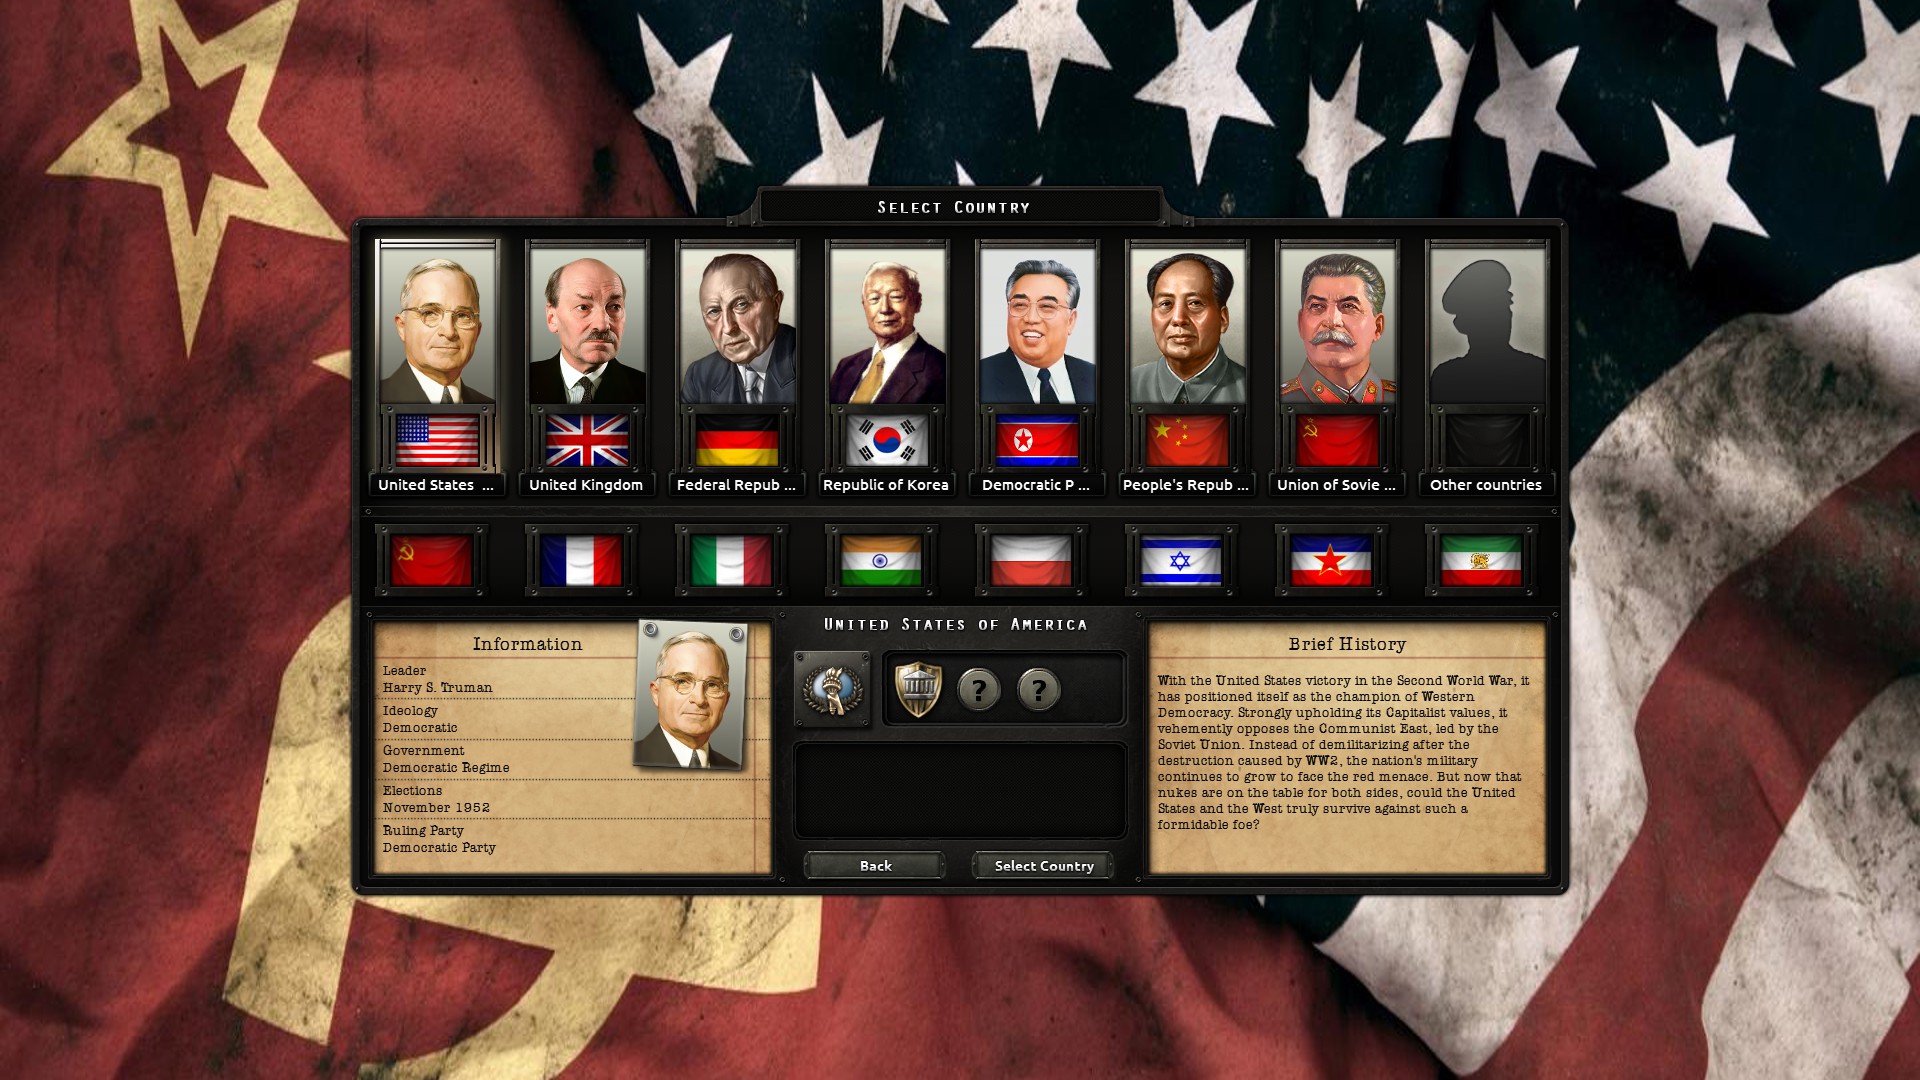 SELECT COUNTRY
United States ...
United Kingdom
Federal Repub ...
Republic of Korea
Democratic P ...
People's Repub ...
Union of Sovie ...
Other countries
Information
Leader
Harry S. Truman
Ideology
Democratic
Government
Democratic Regime
Elections
November 1952
Ruling Party
Democratic Party
UNITED STATES OF AMERICA
?
?
Back
Select Country
Brief History
With the United States victory in the Second World War, it
has positioned itself as the champion of Western
Democracy. Strongly upholding its Capitalist values, it
vehemently opposes the Communist East, led by the
Soviet Union. Instead of demilitarizing after the
destruction caused by WW2, the nation's military
continues to grow to face the red menace. But now that
nukes are on the table for both sides, could the United
States and the West truly survive against such a
formidable foe?